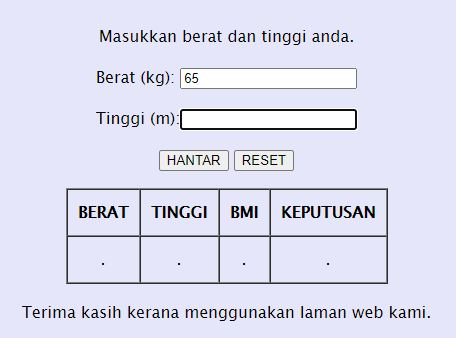 Masukkan berat dan tinggi anda.
Berat (kg): 65
Tinggi (m):
HANTAR RESET
BERAT TINGGI BMI KEPUTUSAN
. . . .
Terima kasih kerana menggunakan laman web kami.